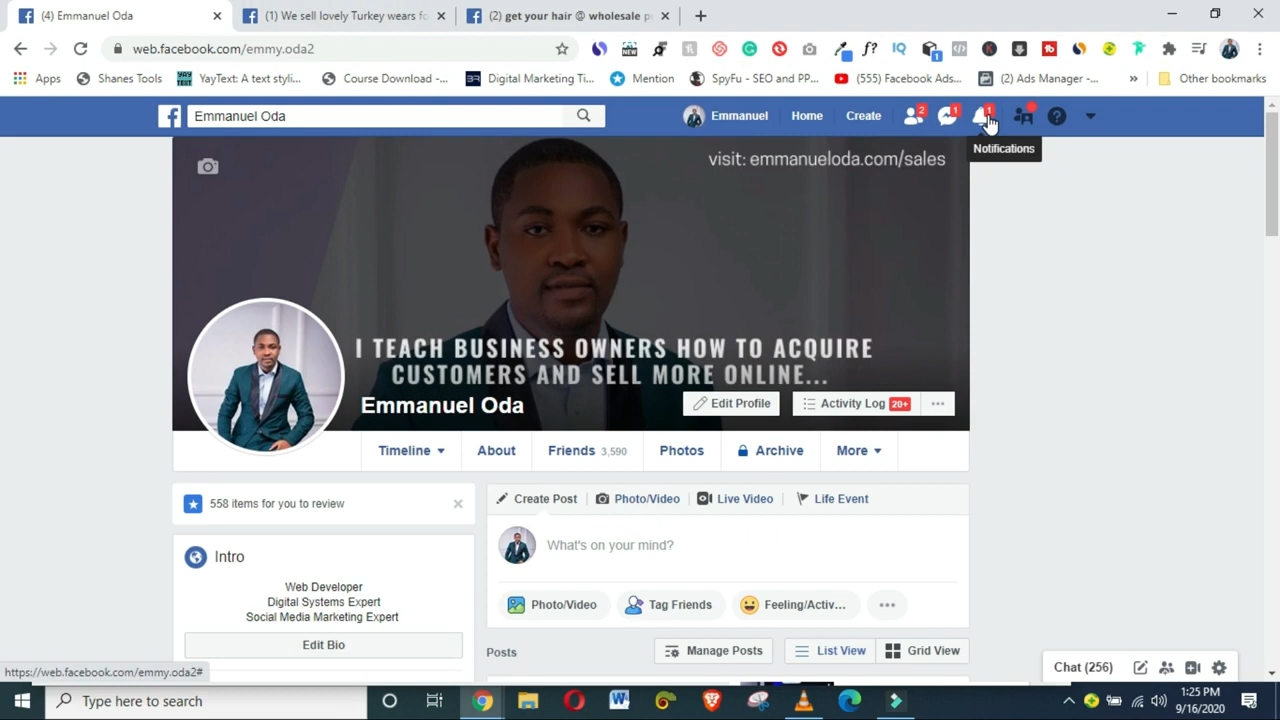 (4) Emmanuel Oda
(1) We sell lovely Turkey wears fo
(2) get your hair @ wholesale p
web.facebook.com/emmy.oda2
Apps
Shanes Tools
YayText: A text styli...
Course Download -...
Digital Marketing Ti...
Mention
SpyFu - SEO and PP...
(555) Facebook Ads...
(2) Ads Manager -...
Other bookmarks
Emmanuel Oda
Emmanuel
Home
Create
2
1
1
Notifications
visit: emmanueloda.com/sales
I TEACH BUSINESS OWNERS HOW TO ACQUIRE
CUSTOMERS AND SELL MORE ONLINE...
Emmanuel Oda
Edit Profile
Activity Log 20+
Timeline
About
Friends 3,590
Photos
Archive
More
558 items for you to review
Create Post
Photo/Video
Live Video
Life Event
Intro
What's on your mind?
Web Developer
Digital Systems Expert
Social Media Marketing Expert
Photo/Video
Tag Friends
Feeling/Activ...
Edit Bio
Posts
Manage Posts
List View
Grid View
https://web.facebook.com/emmy.oda2#
Chat (256)
Type here to search
1:25 PM
9/16/2020